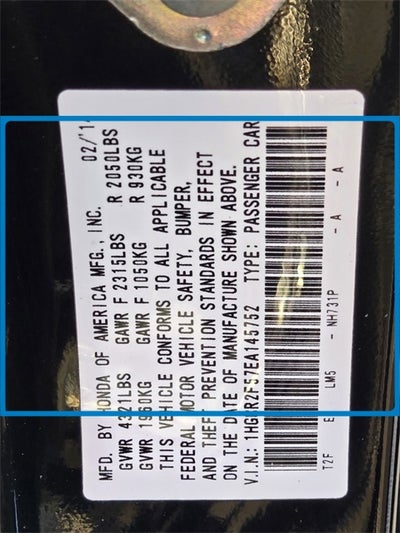 MFD. BY HONDA OF AMERICA MFG., INC. 02/14
GVWR 4321LBS GAWR F 2315LBS R 2050LBS
GVWR 1960KG GAWR F 1050KG R 930KG
THIS VEHICLE CONFORMS TO ALL APPLICABLE
FEDERAL MOTOR VEHICLE SAFETY, BUMPER,
AND THEFT PREVENTION STANDARDS IN EFFECT
ON THE DATE OF MANUFACTURE SHOWN ABOVE.
V.I.N.: 1HGCR2F57EA145752 TYPE: PASSENGER CAR
T2F E LM5 - NH731P - A - A